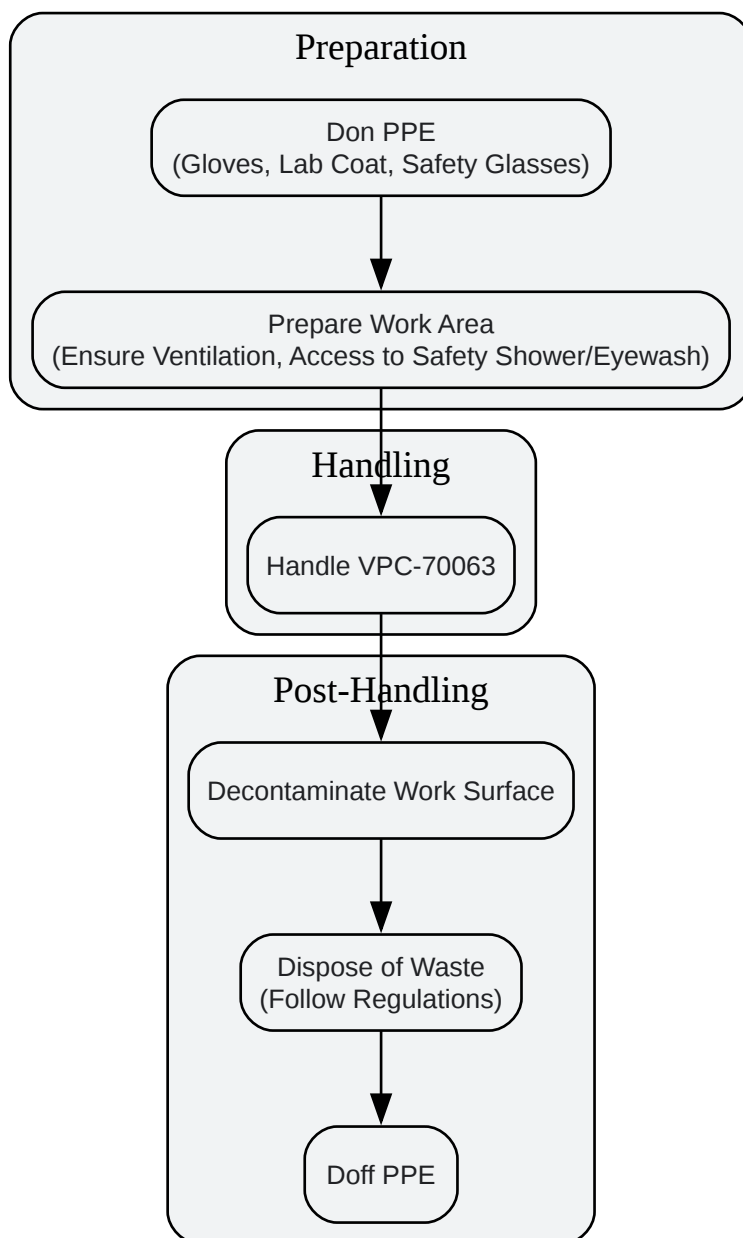 Preparation
Don PPE
(Gloves, Lab Coat, Safety Glasses)
Prepare Work Area
(Ensure Ventilation, Access to Safety Shower/Eyewash)
Handling
Handle VPC-70063
Post-Handling
Decontaminate Work Surface
Dispose of Waste
(Follow Regulations)
Doff PPE